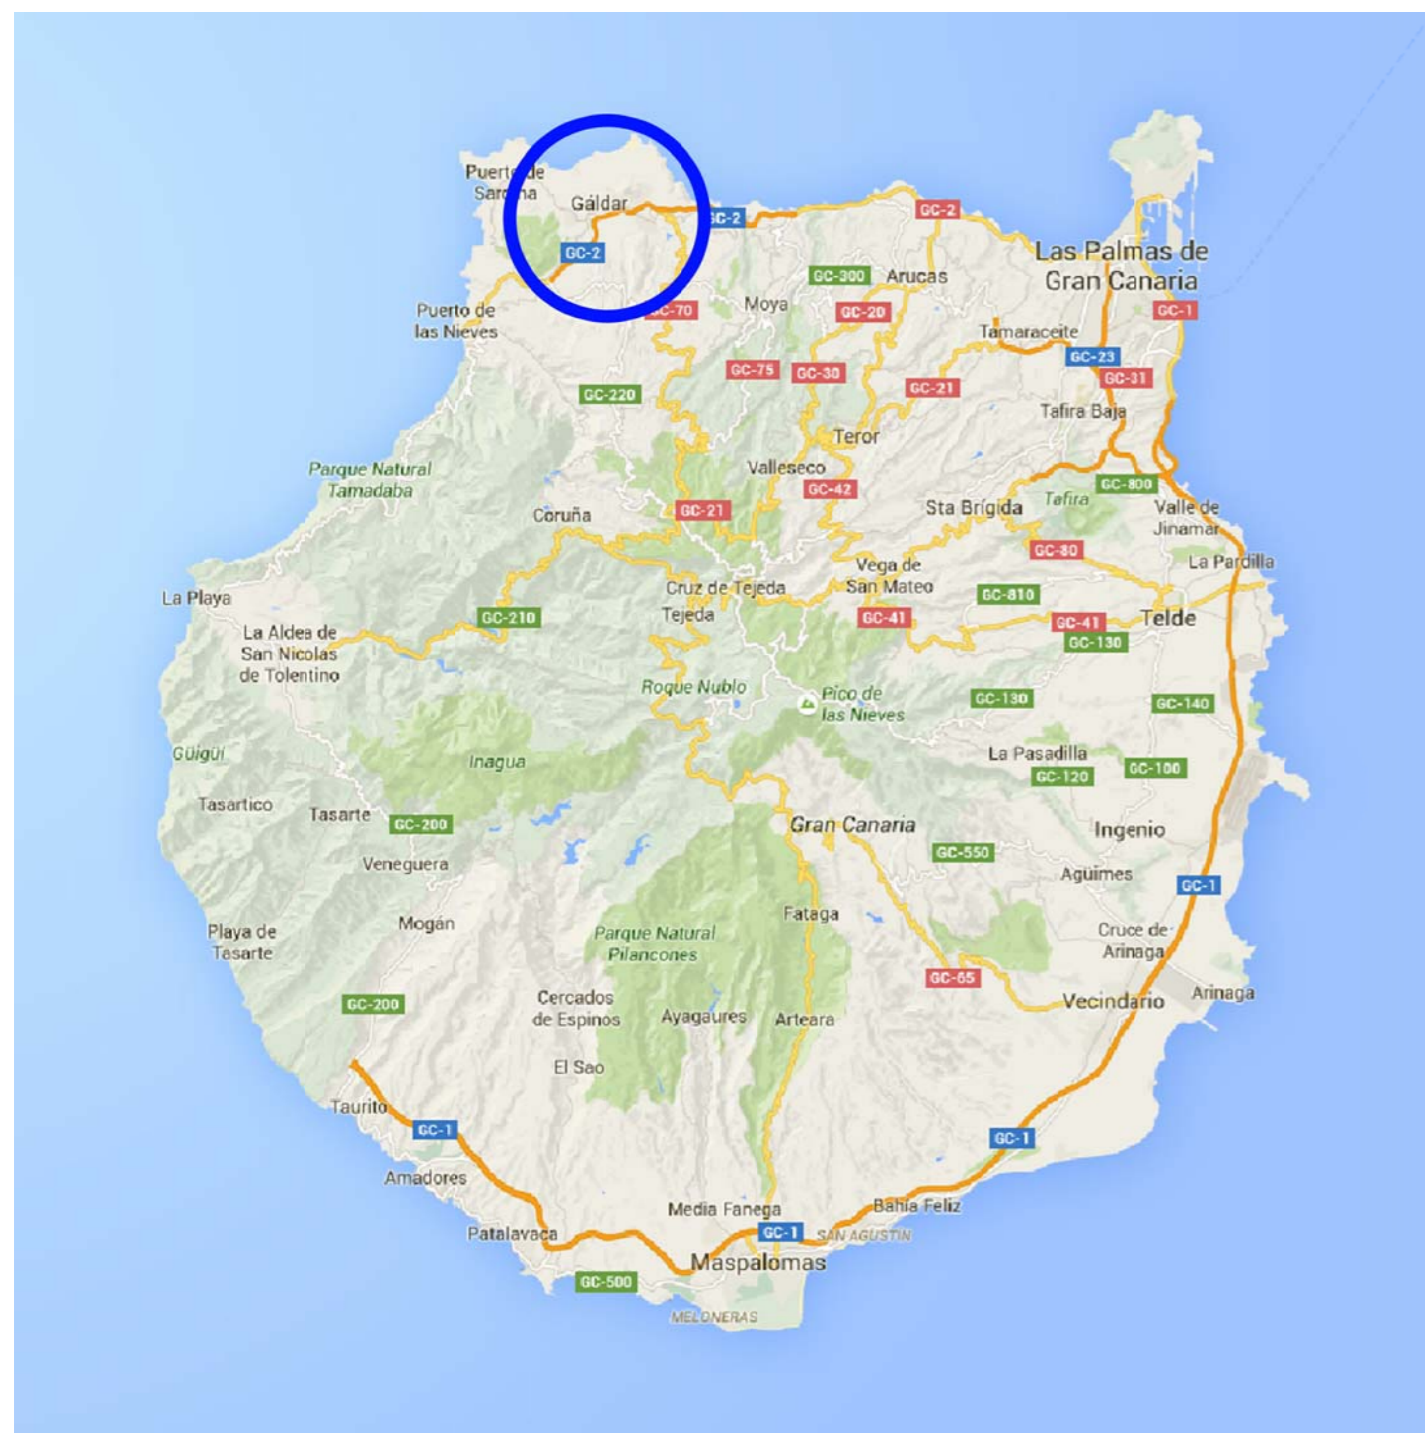 Puerto de
Sardina
Gáldar
GC-2
GC-2
GC-2
Las Palmas de
Gran Canaria
GC-300
Arucas
Puerto de
las Nieves
GC-70
Moya
GC-20
GC-1
Tamaraceite
GC-23
GC-75
GC-30
GC-21
GC-31
GC-220
Tafira Baja
Teror
Parque Natural
Tamadaba
Valleseco
GC-42
GC-800
Coruña
GC-21
Sta Brígida
Tafira
Valle de
Jinamar
GC-80
La Pardilla
Vega de
San Mateo
La Playa
Cruz de Tejeda
GC-810
GC-210
Tejeda
GC-41
GC-41
Telde
La Aldea de
San Nicolas
de Tolentino
GC-130
Roque Nublo
Pico de
las Nieves
GC-130
GC-140
Güigüí
Inagua
La Pasadilla
GC-120
GC-100
Tasartico
Tasarte
GC-200
Gran Canaria
Ingenio
GC-550
Veneguera
Agüimes
GC-1
Mogán
Fataga
Playa de
Tasarte
Parque Natural
Pilancones
Cruce de
Arinaga
GC-65
GC-200
Cercados
de Espinos
Ayagaures
Arteara
Vecindario
Arinaga
El Sao
Taurito
GC-1
GC-1
Amadores
Media Fanega
Bahía Feliz
Patalavaca
GC-1
SAN AGUSTIN
Maspalomas
GC-500
MELONERAS